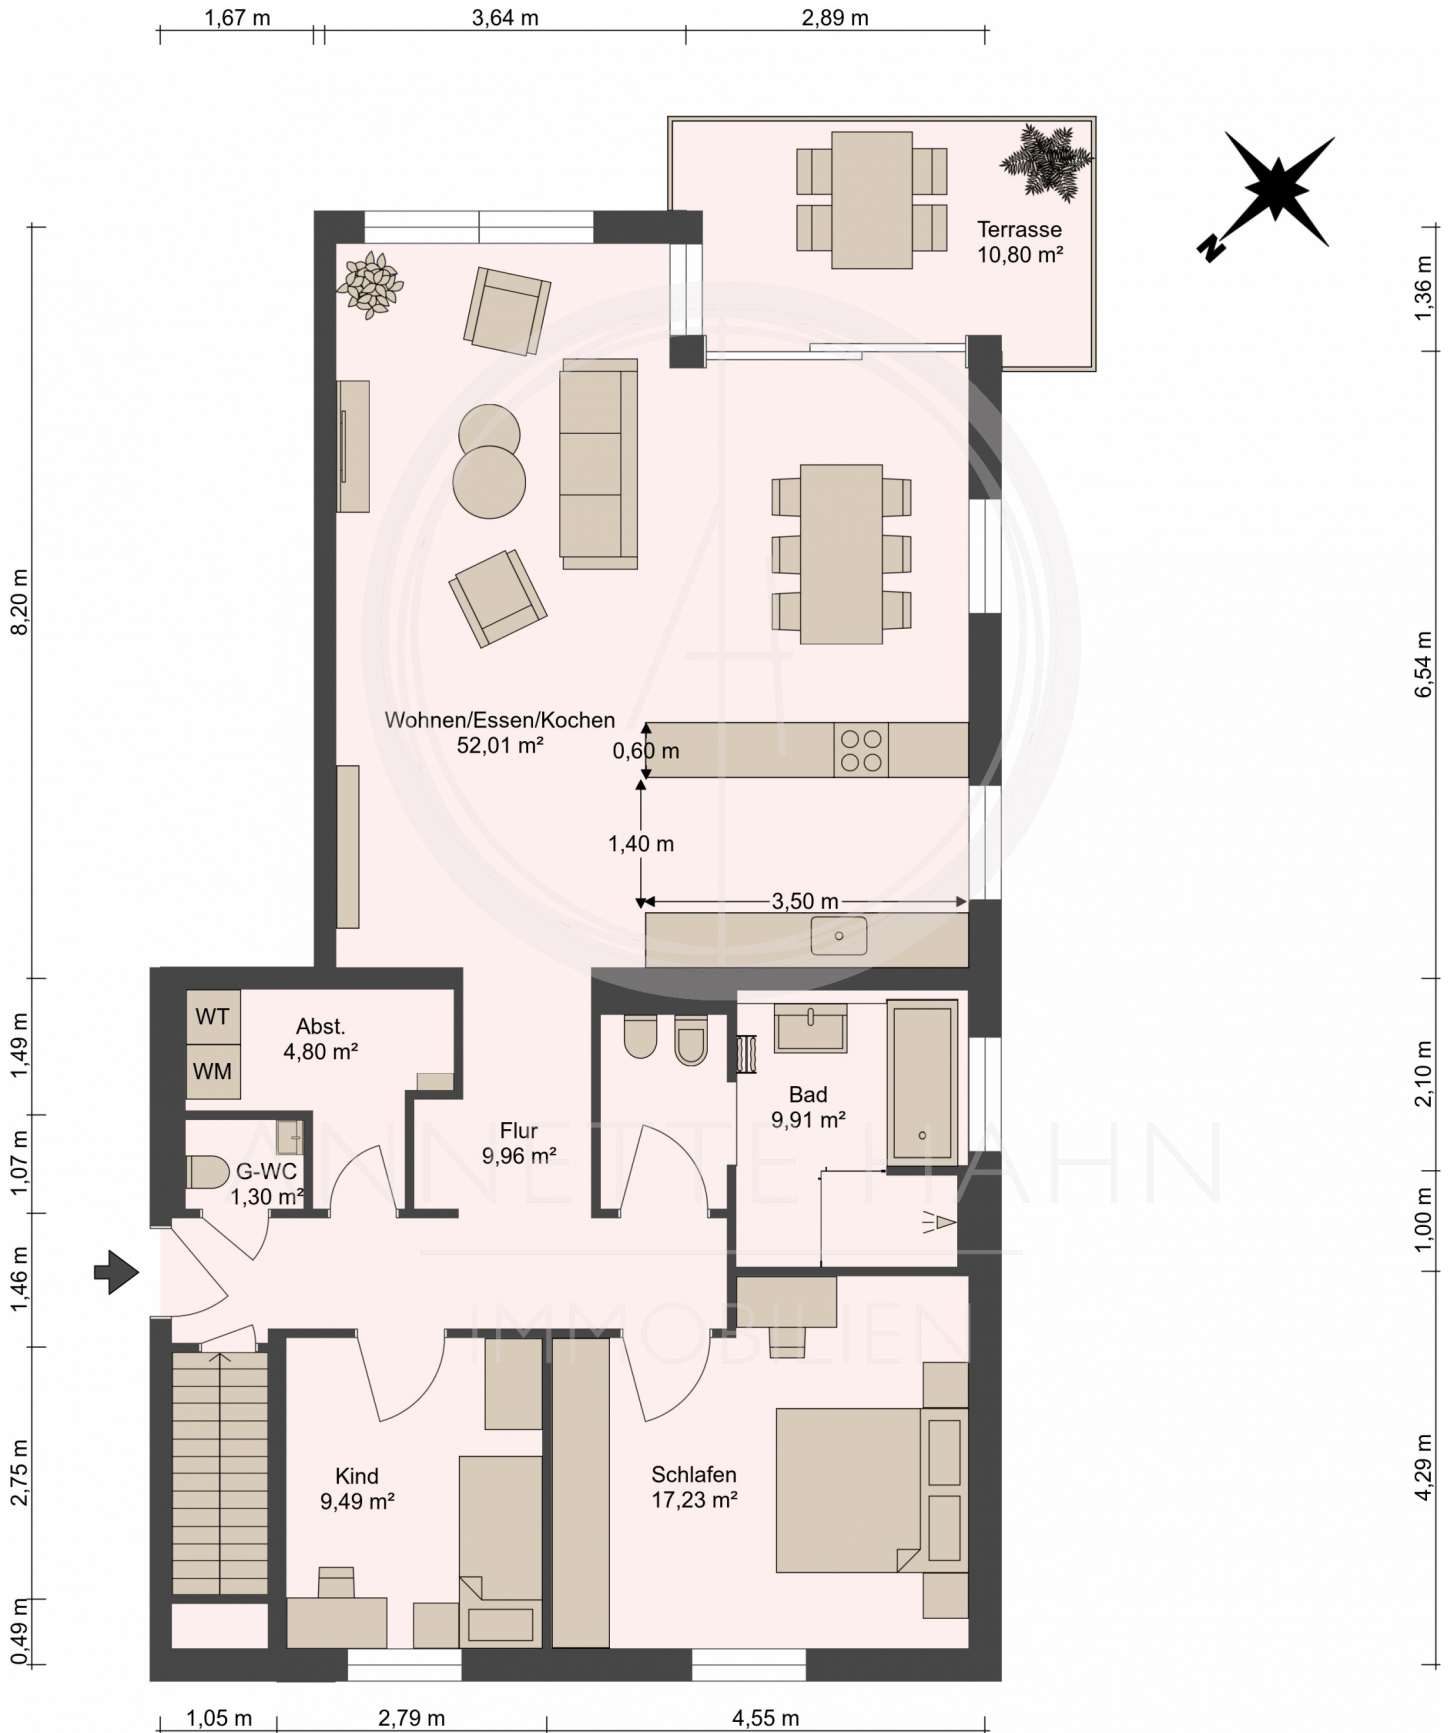 1,67 m
3,64 m
2,89 m
N
Terrasse
10,80 m²
1,36 m
8,20 m
6,54 m
Wohnen/Essen/Kochen
52,01 m²
0,60 m
1,40 m
3,50 m
WT
WM
Abst.
4,80 m²
1,49 m
2,10 m
Bad
9,91 m²
Flur
9,96 m²
G-WC
1,30 m²
1,07 m
1,00 m
ANNETTE HAHN
IMMOBILIEN
1,46 m
Kind
9,49 m²
Schlafen
17,23 m²
2,75 m
4,29 m
0,49 m
1,05 m
2,79 m
4,55 m